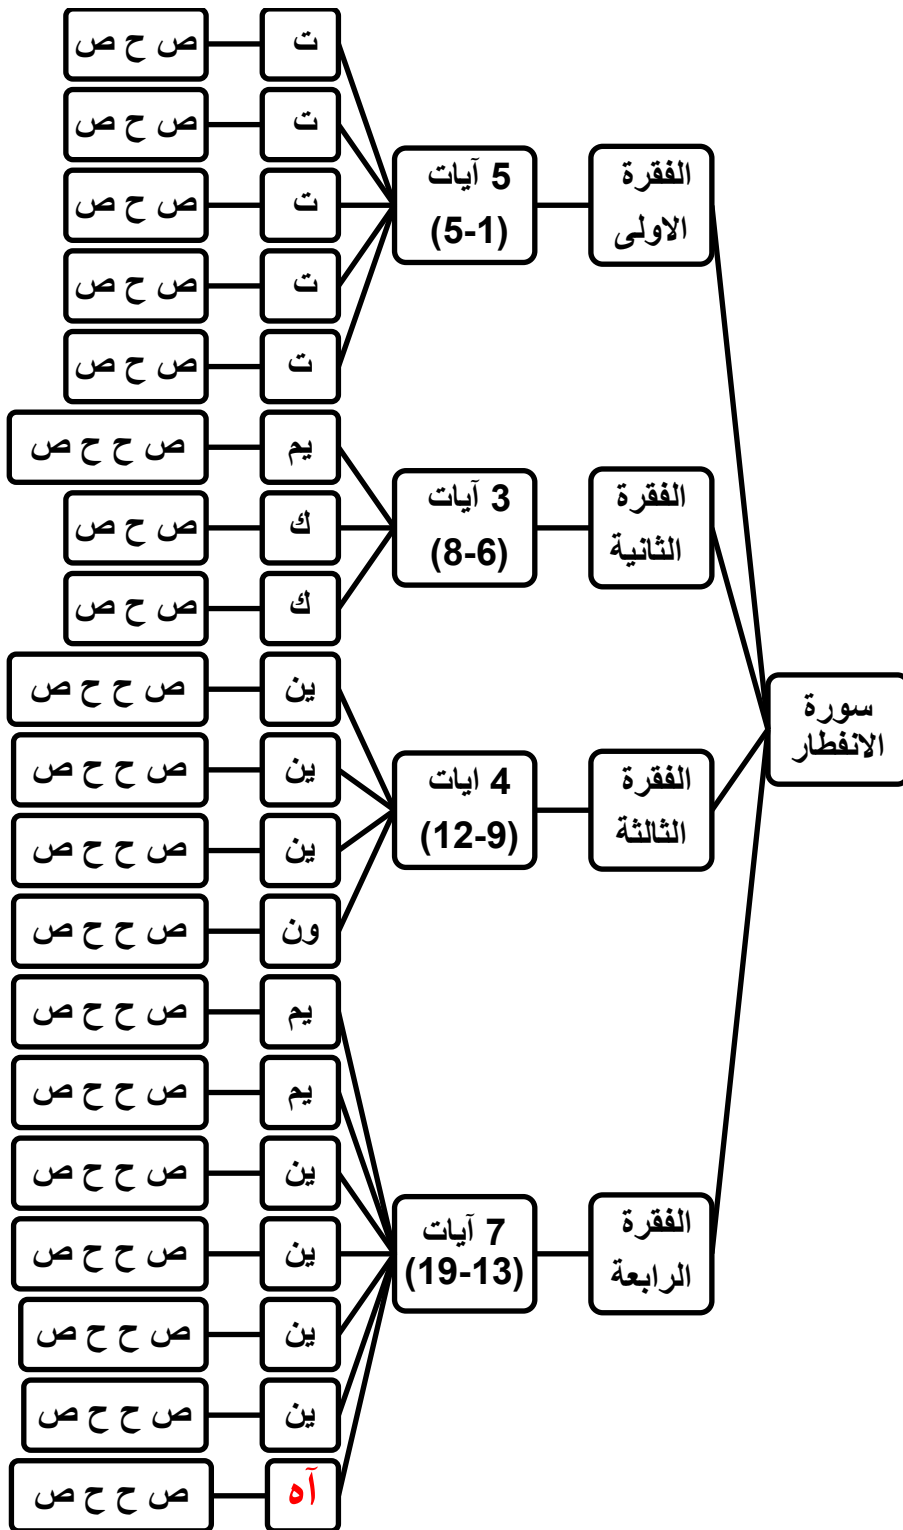 سورة
الانفطار
الفقرة
الاولى
5 آيات
(5-1)
ت
ص ح ص
ت
ص ح ص
ت
ص ح ص
ت
ص ح ص
ت
ص ح ص
الفقرة
الثانية
3 آيات
(8-6)
يم
ص ح ح ص
ك
ص ح ص
ك
ص ح ص
الفقرة
الثالثة
4 ايات
(12-9)
ين
ص ح ح ص
ين
ص ح ح ص
ين
ص ح ح ص
ون
ص ح ح ص
الفقرة
الرابعة
7 آيات
(19-13)
يم
ص ح ح ص
يم
ص ح ح ص
ين
ص ح ح ص
ين
ص ح ح ص
ين
ص ح ح ص
ين
ص ح ح ص
آه
ص ح ح ص